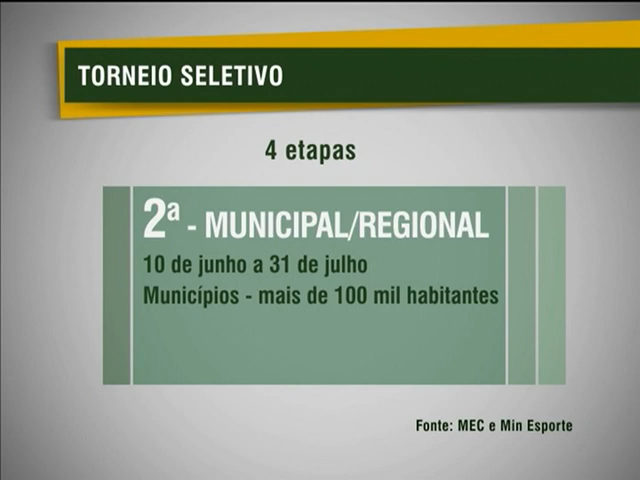 TORNEIO SELETIVO
4 etapas
2ª - MUNICIPAL/REGIONAL
10 de junho a 31 de julho
Municípios - mais de 100 mil habitantes
Fonte: MEC e Min Esporte